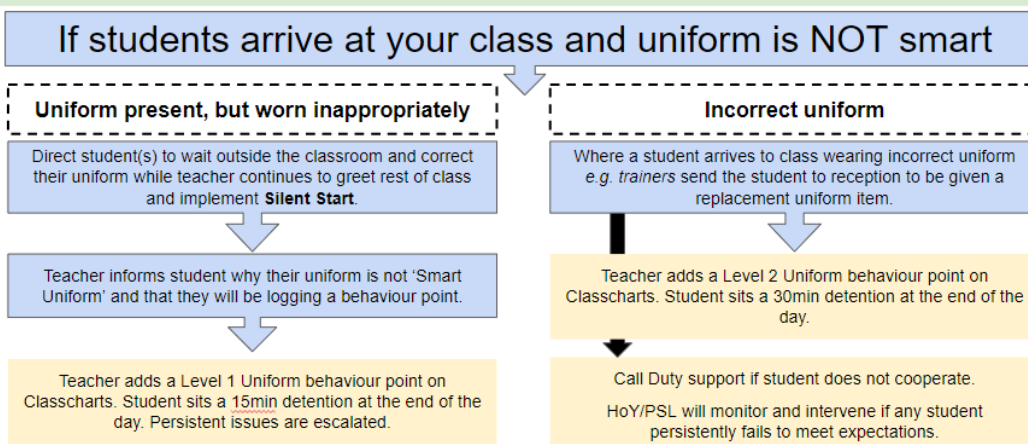 If students arrive at your class and uniform is NOT smart
Uniform present, but worn inappropriately
Direct student(s) to wait outside the classroom and correct
their uniform while teacher continues to greet rest of class
and implement Silent Start.
Teacher informs student why their uniform is not ‘Smart
Uniform’ and that they will be logging a behaviour point.
Teacher adds a Level 1 Uniform behaviour point on
Classcharts. Student sits a 15min detention at the end of the
day. Persistent issues are escalated.
Incorrect uniform
Where a student arrives to class wearing incorrect uniform
e.g. trainers send the student to reception to be given a
replacement uniform item.
Teacher adds a Level 2 Uniform behaviour point on
Classcharts. Student sits a 30min detention at the end of the
day.
Call Duty support if student does not cooperate.
HoY/PSL will monitor and intervene if any student
persistently fails to meet expectations.